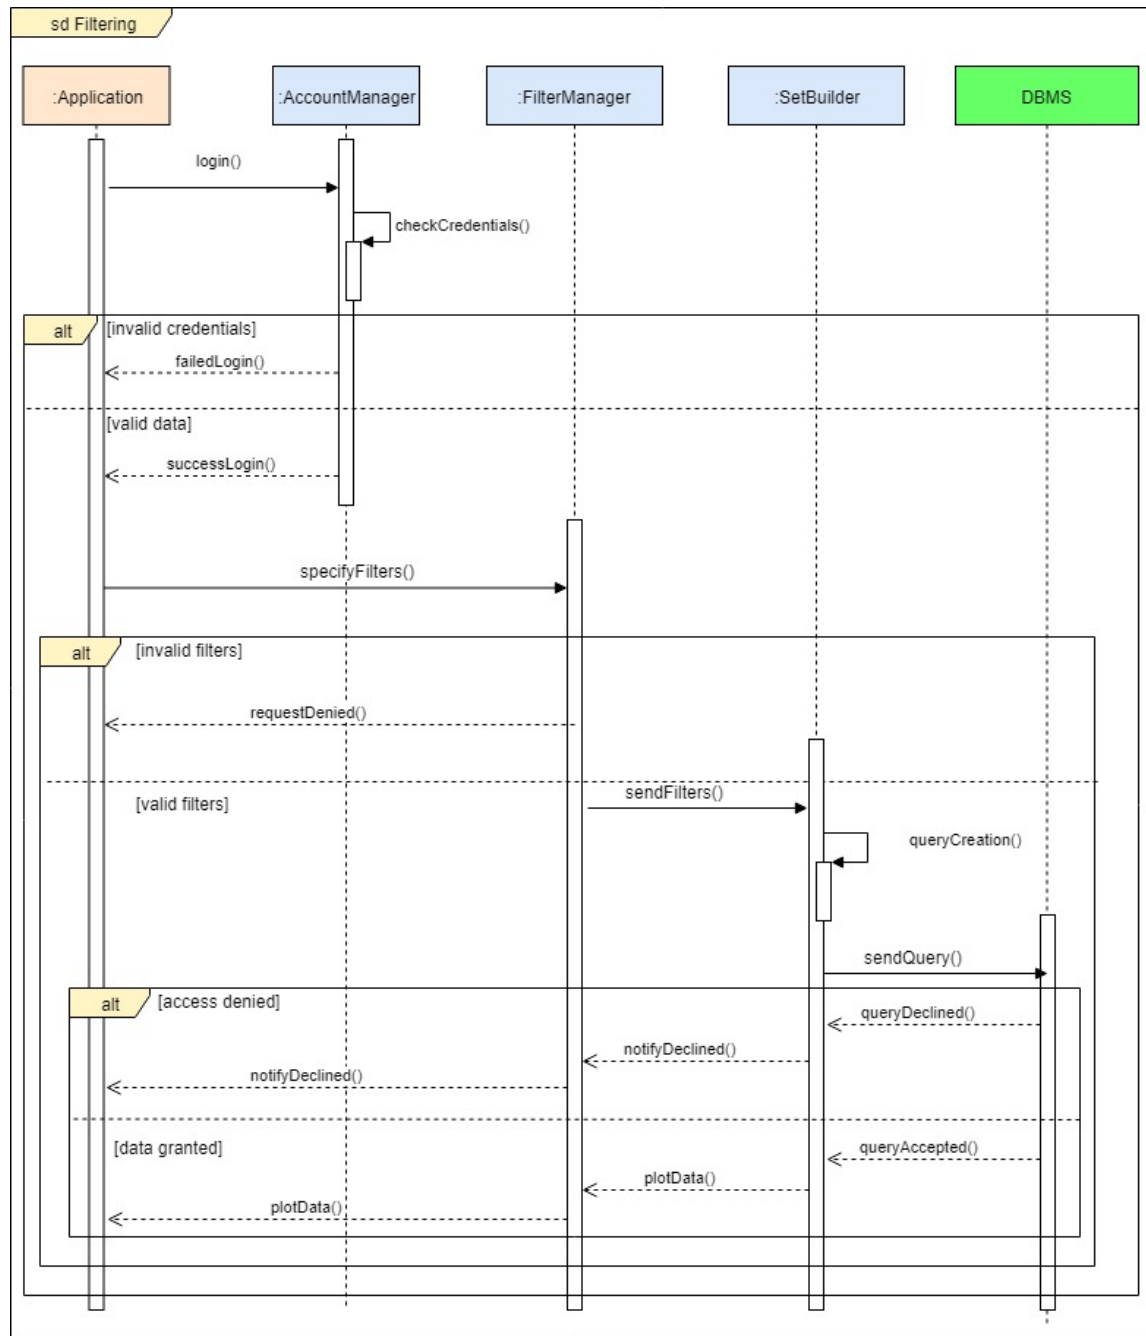 sd Filtering
:Application
:AccountManager
:FilterManager
:SetBuilder
DBMS
login()
checkCredentials()
alt
[invalid credentials]
failedLogin()
[valid data]
successLogin()
specifyFilters()
alt
[invalid filters]
requestDenied()
[valid filters]
sendFilters()
queryCreation()
sendQuery()
alt
[access denied]
queryDeclined()
notifyDeclined()
notifyDeclined()
[data granted]
queryAccepted()
plotData()
plotData()